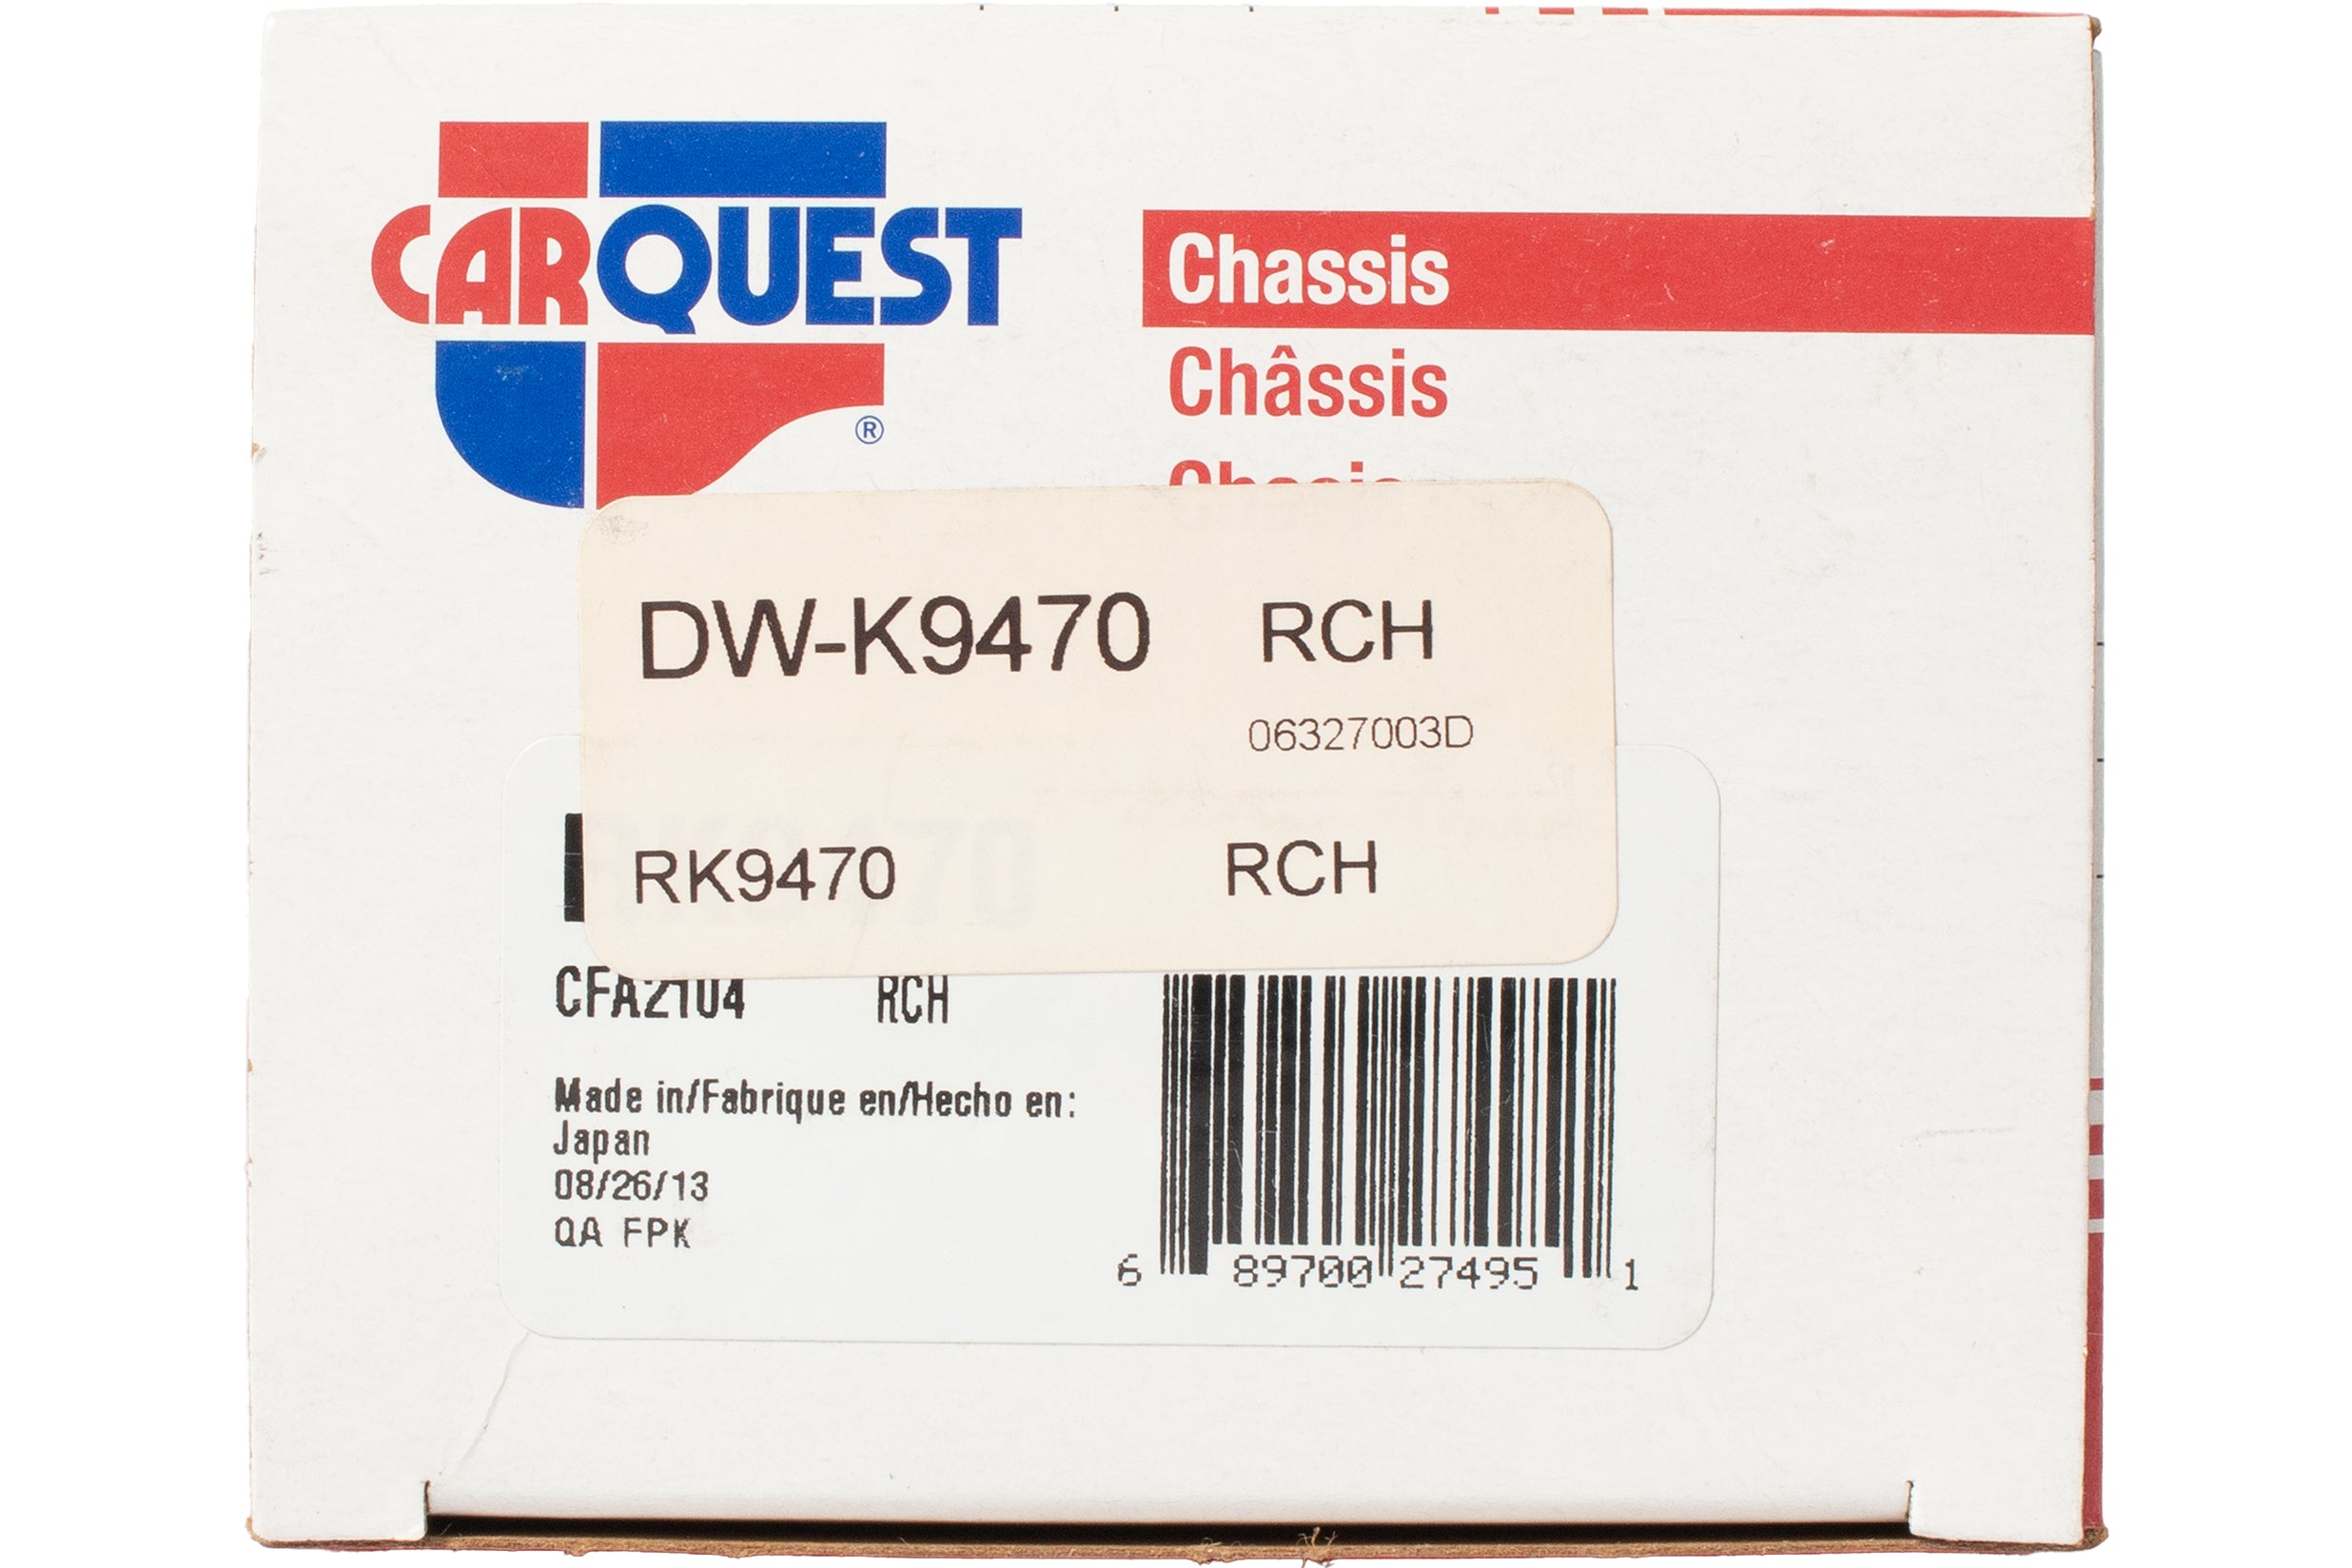 CARQUEST
®
Chassis
Châssis
Chasis
DW-K9470 RCH
06327003D
RK9470 RCH
CFA2104 RCH
Made in/Fabrique en/Hecho en:
Japan
08/26/13
QA FPK
6 89700 27495 1